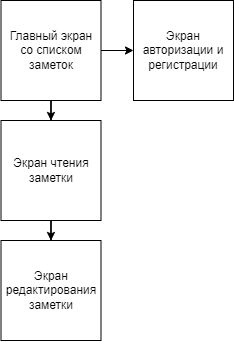 Главный экран
со списком
заметок
Экран
авторизации и
регистрации
Экран чтения
заметки
Экран
редактирования
заметки